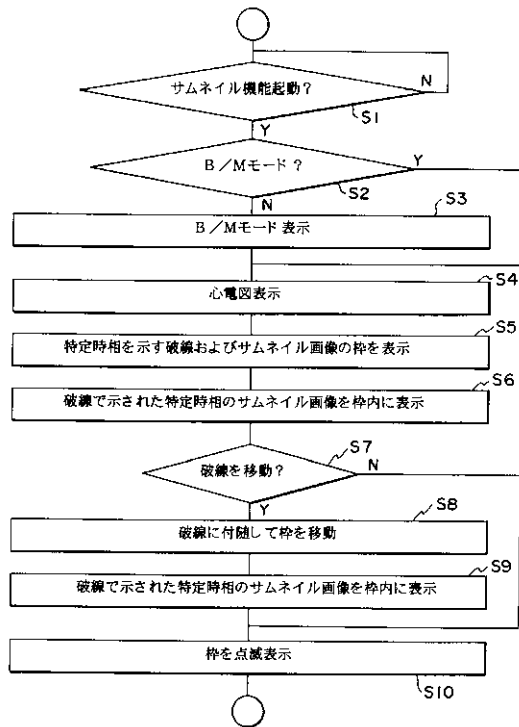 サムネイル機能起動？
N
S1
Y
B／Mモード？
Y
S2
N
S3
B／Mモード表示
S4
心電図表示
S5
特定時相を示す破線およびサムネイル画像の枠を表示
S6
破線で示された特定時相のサムネイル画像を枠内に表示
S7
破線を移動？
N
Y
S8
破線に付随して枠を移動
S9
破線で示された特定時相のサムネイル画像を枠内に表示
枠を点滅表示
S10